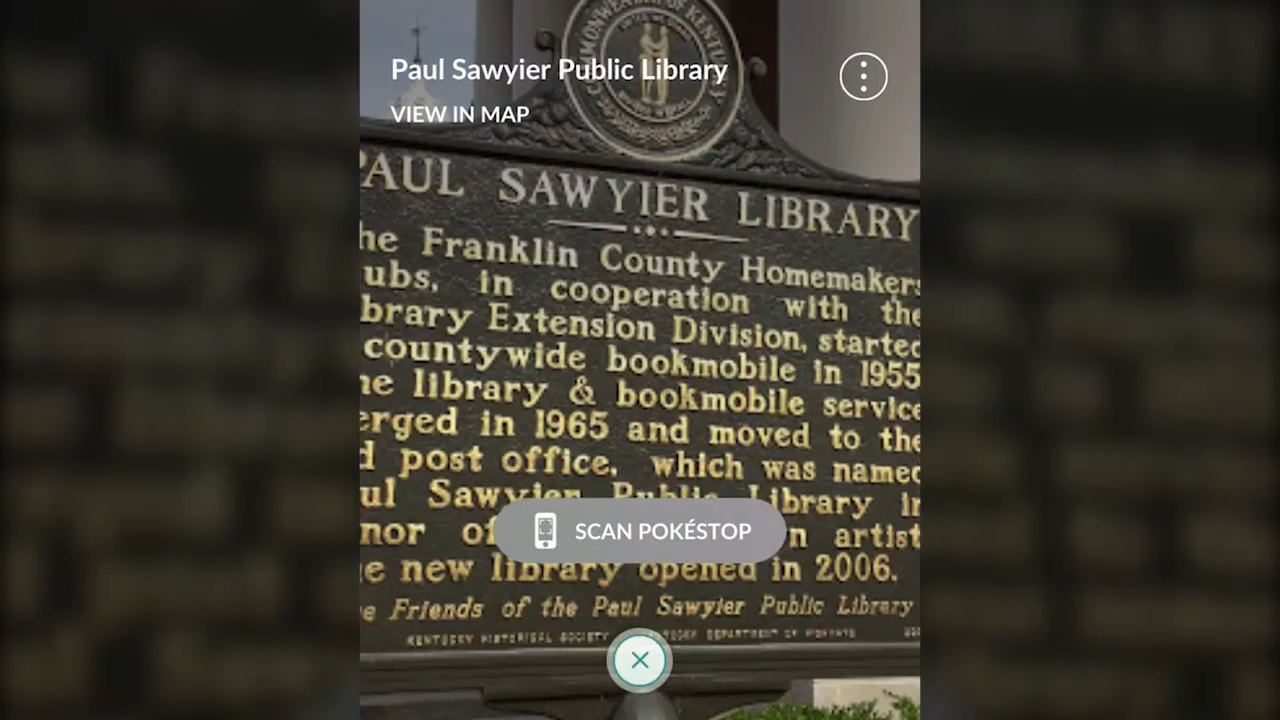 COMMONWEALTH OF KENTUCKY
Paul Sawyier Public Library
VIEW IN MAP
PAUL SAWYIER LIBRARY
he Franklin County Homemakers
ubs, in cooperation with the
brary Extension Division, started
countywide bookmobile in 1955
he library & bookmobile service
erged in 1965 and moved to the
d post office, which was named
ul Sawyier Public Library in
nor of n artist
SCAN POKÉSTOP
e new library opened in 2006.
e Friends of the Paul Sawyier Public Library
KENTUCKY HISTORICAL SOCIETY KENTUCKY DEPARTMENT OF HIGHWAYS